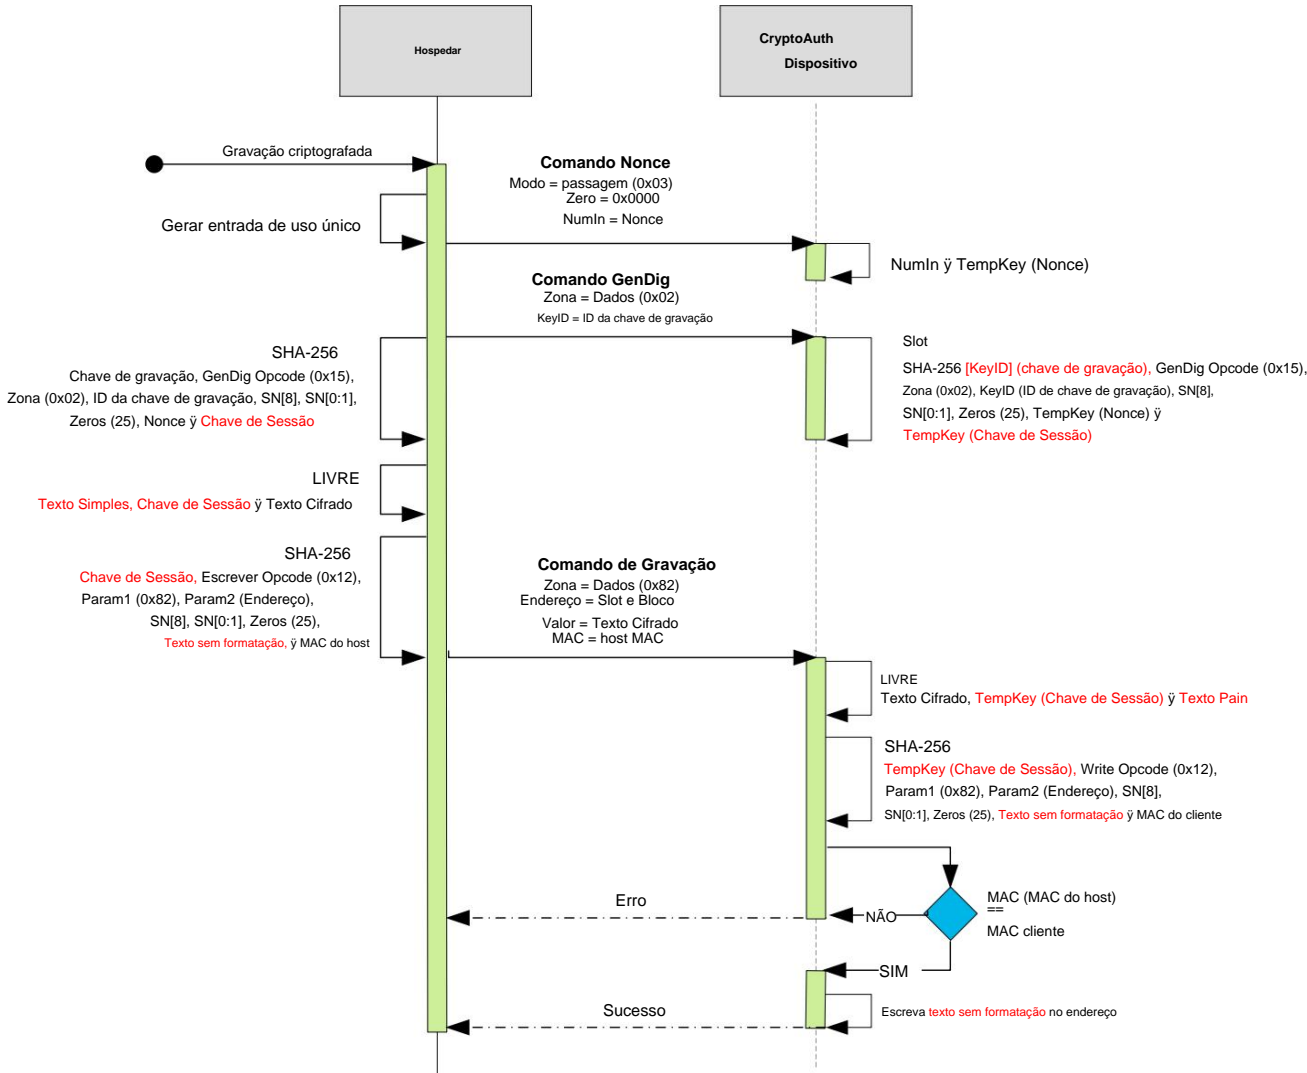 Hospedar
CryptoAuth
Dispositivo
Gravação criptografada
Comando Nonce
Modo = passagem (0x03)
Zero = 0x0000
NumIn = Nonce
Gerar entrada de uso único
NumIn ÿ TempKey (Nonce)
Comando GenDig
Zona = Dados (0x02)
KeyID = ID da chave de gravação
SHA-256
Chave de gravação, GenDig Opcode (0x15),
Zona (0x02), ID da chave de gravação, SN[8], SN[0:1],
Zeros (25), Nonce ÿ Chave de Sessão
Slot
SHA-256 [KeyID] (chave de gravação), GenDig Opcode (0x15),
Zona (0x02), KeyID (ID de chave de gravação), SN[8],
SN[0:1], Zeros (25), TempKey (Nonce) ÿ
TempKey (Chave de Sessão)
LIVRE
Texto Simples, Chave de Sessão ÿ Texto Cifrado
SHA-256
Chave de Sessão, Escrever Opcode (0x12),
Param1 (0x82), Param2 (Endereço),
SN[8], SN[0:1], Zeros (25),
Texto sem formatação, ÿ MAC do host
Comando de Gravação
Zona = Dados (0x82)
Endereço = Slot e Bloco
Valor = Texto Cifrado
MAC = host MAC
LIVRE
Texto Cifrado, TempKey (Chave de Sessão) ÿ Texto Pain
SHA-256
TempKey (Chave de Sessão), Write Opcode (0x12),
Param1 (0x82), Param2 (Endereço), SN[8],
SN[0:1], Zeros (25), Texto sem formatação ÿ MAC do cliente
MAC (MAC do host)
==
MAC cliente
Erro
NÃO
SIM
Sucesso
Escreva texto sem formatação no endereço